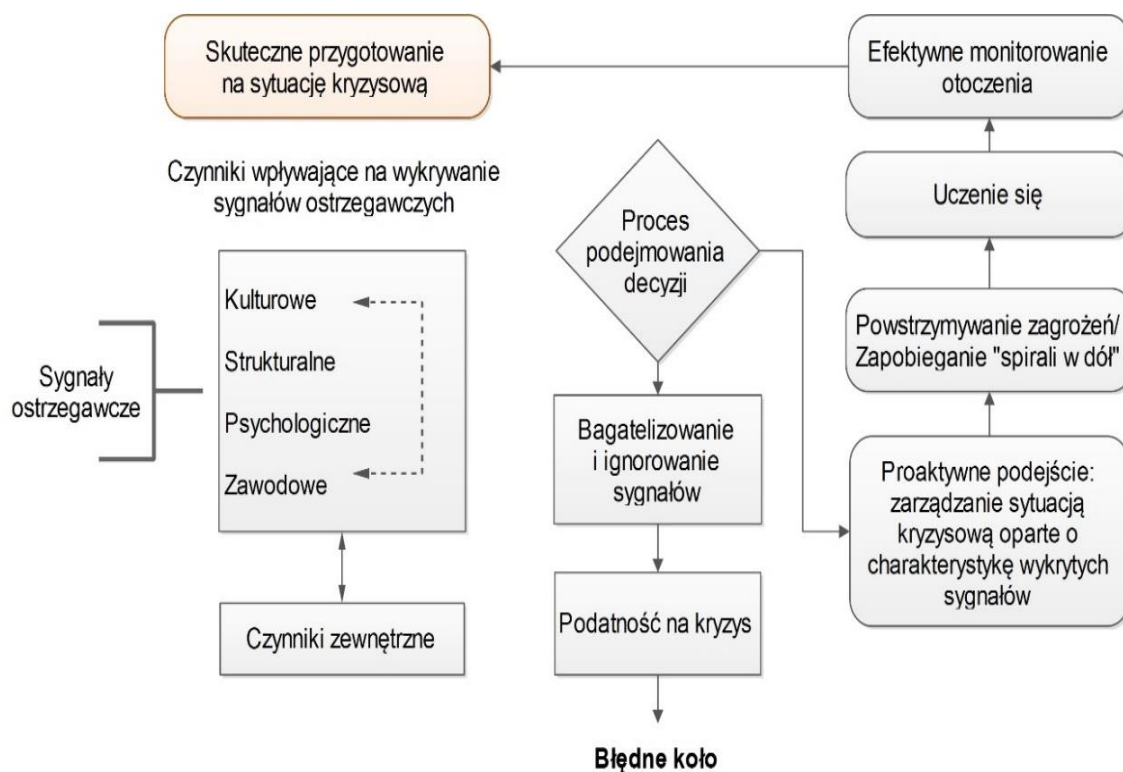 Skuteczne przygotowanie
na sytuację kryzysową
Efektywne monitorowanie
otoczenia
Czynniki wpływające na wykrywanie
sygnałów ostrzegawczych
Uczenie się
Proces
podejmowania
decyzji
Kulturowe
Strukturalne
Psychologiczne
Zawodowe
Sygnały
ostrzegawcze
Powstrzymywanie zagrożeń/
Zapobieganie "spirali w dół"
Bagatelizowanie
i ignorowanie
sygnałów
Proaktywne podejście:
zarządzanie sytuacją
kryzysową oparte o
charakterystykę wykrytych
sygnałów
Czynniki zewnętrzne
Podatność na kryzys
Błędne koło